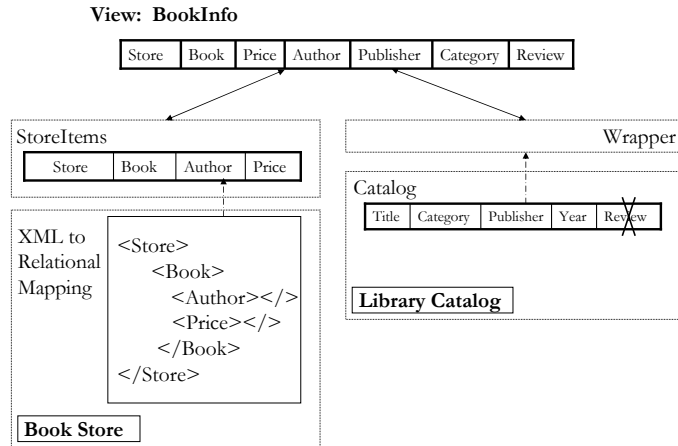 View: BookInfo
Store Book Price Author Publisher Category Review
StoreItems
Store Book Author Price
XML to
Relational
Mapping
<Store>
<Book>
<Author></>
<Price></>
</Book>
</Store>
Book Store
Wrapper
Catalog
Title Category Publisher Year Review
Library Catalog